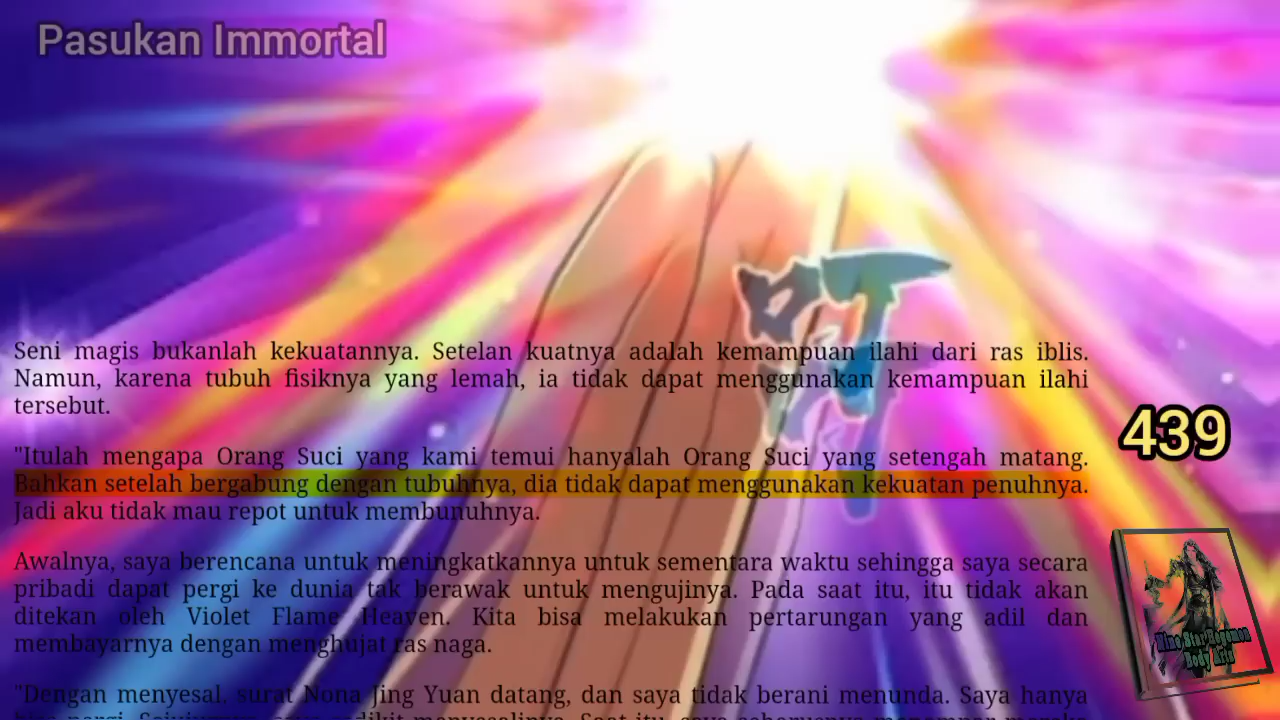 Pasukan Immortal
Seni magis bukanlah kekuatannya. Setelan kuatnya adalah kemampuan ilahi dari ras iblis.
Namun, karena tubuh fisiknya yang lemah, ia tidak dapat menggunakan kemampuan ilahi
tersebut.
"Itulah mengapa Orang Suci yang kami temui hanyalah Orang Suci yang setengah matang.
Bahkan setelah bergabung dengan tubuhnya, dia tidak dapat menggunakan kekuatan penuhnya.
Jadi aku tidak mau repot untuk membunuhnya.
439
Awalnya, saya berencana untuk meningkatkannya untuk sementara waktu sehingga saya secara
pribadi dapat pergi ke dunia tak berawak untuk mengujinya. Pada saat itu, itu tidak akan
ditekan oleh Violet Flame Heaven. Kita bisa melakukan pertarungan yang adil dan
membayarnya dengan menghujat ras naga.
Nine Star Hegemon
Body Arts
"Dengan menyesal, surat Nona Jing Yuan datang, dan saya tidak berani menunda. Saya hanya